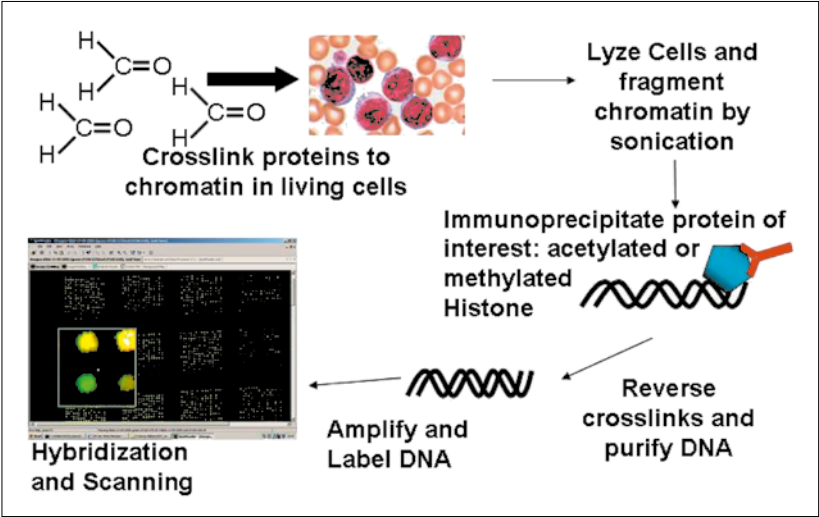 H
C=O
H
H
C=O
H
H
C=O
H
Crosslink proteins to
chromatin in living cells
Lyze Cells and
fragment
chromatin by
sonication
Immunoprecipitate protein of
interest: acetylated or
methylated
Histone
Reverse
crosslinks and
purify DNA
Amplify and
Label DNA
Hybridization
and Scanning